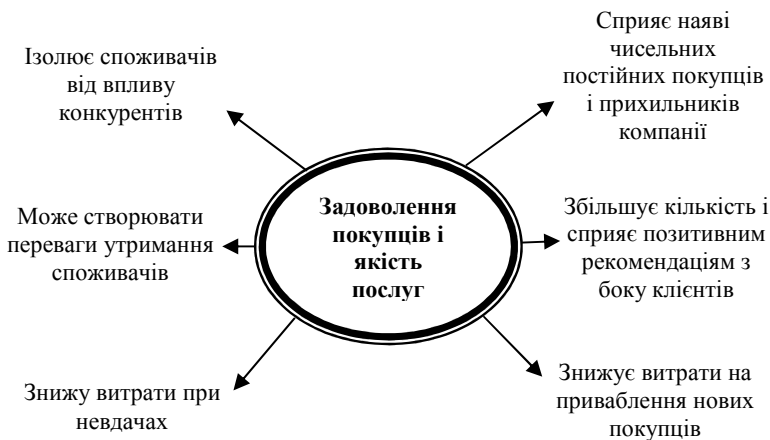 Ізолює споживачів
від впливу
конкурентів
Сприяє наяві
чисельних
постійних покупців
і прихильників
компанії
Може створювати
переваги утримання
споживачів
Задоволення
покупців і
якість
послуг
Збільшує кількість і
сприяє позитивним
рекомендаціям з
боку клієнтів
Знижу витрати при
невдачах
Знижує витрати на
приваблення нових
покупців